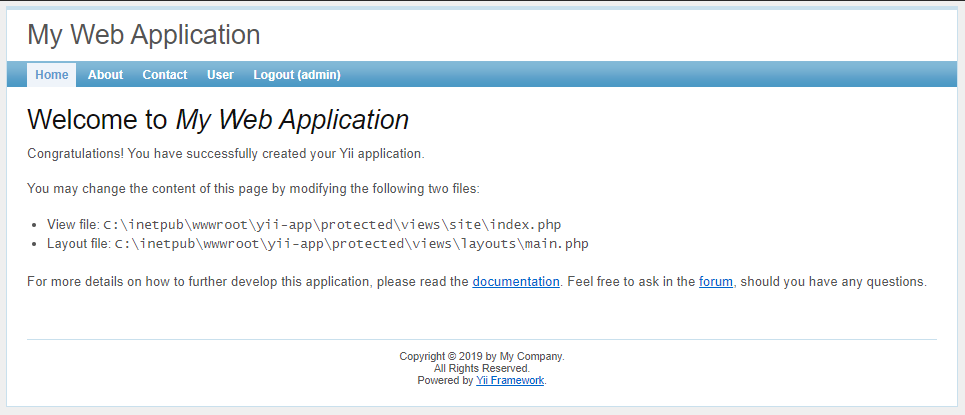 My Web Application
Home About Contact User Logout (admin)
Welcome to My Web Application
Congratulations! You have successfully created your Yii application.
You may change the content of this page by modifying the following two files:
• View file: C:\inetpub\wwwroot\yii-app\protected\views\site\index.php
• Layout file: C:\inetpub\wwwroot\yii-app\protected\views\layouts\main.php
For more details on how to further develop this application, please read the documentation. Feel free to ask in the forum, should you have any questions.
Copyright © 2019 by My Company.
All Rights Reserved.
Powered by Yii Framework.